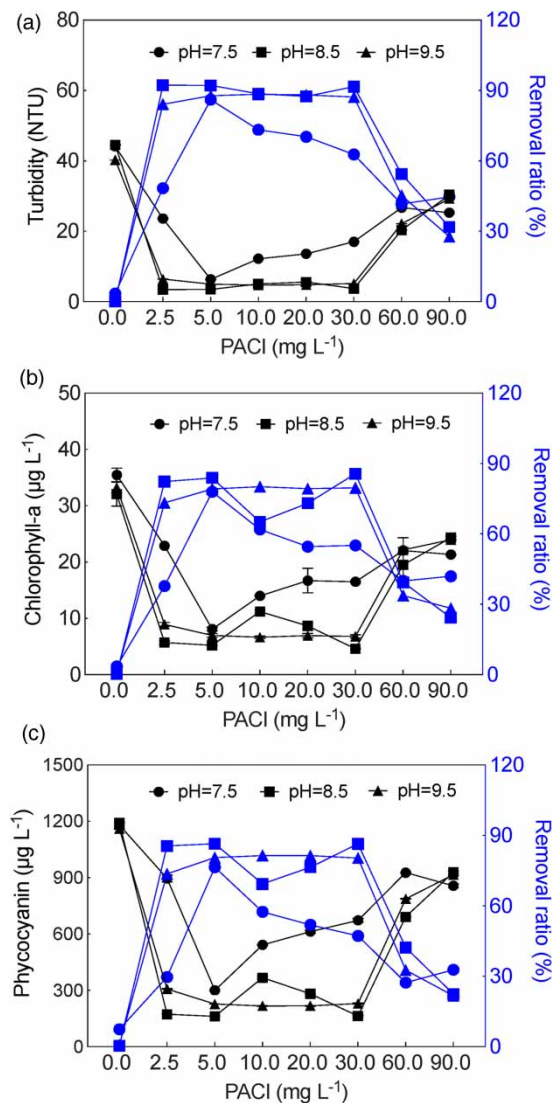 (a)
80
60
40
20
0
Turbidity (NTU)
pH=7.5 pH=8.5 pH=9.5
120
90
60
30
0
Removal ratio (%)
0.0 2.5 5.0 10.0 20.0 30.0 60.0 90.0
PACl (mg L⁻¹)
(b)
50
40
30
20
10
0
Chlorophyll-a (µg L⁻¹)
pH=7.5 pH=8.5 pH=9.5
120
90
60
30
0
Removal ratio (%)
0.0 2.5 5.0 10.0 20.0 30.0 60.0 90.0
PACl (mg L⁻¹)
(c)
1500
1200
900
600
300
0
Phycocyanin (µg L⁻¹)
pH=7.5 pH=8.5 pH=9.5
120
90
60
30
0
Removal ratio (%)
0.0 2.5 5.0 10.0 20.0 30.0 60.0 90.0
PACl (mg L⁻¹)